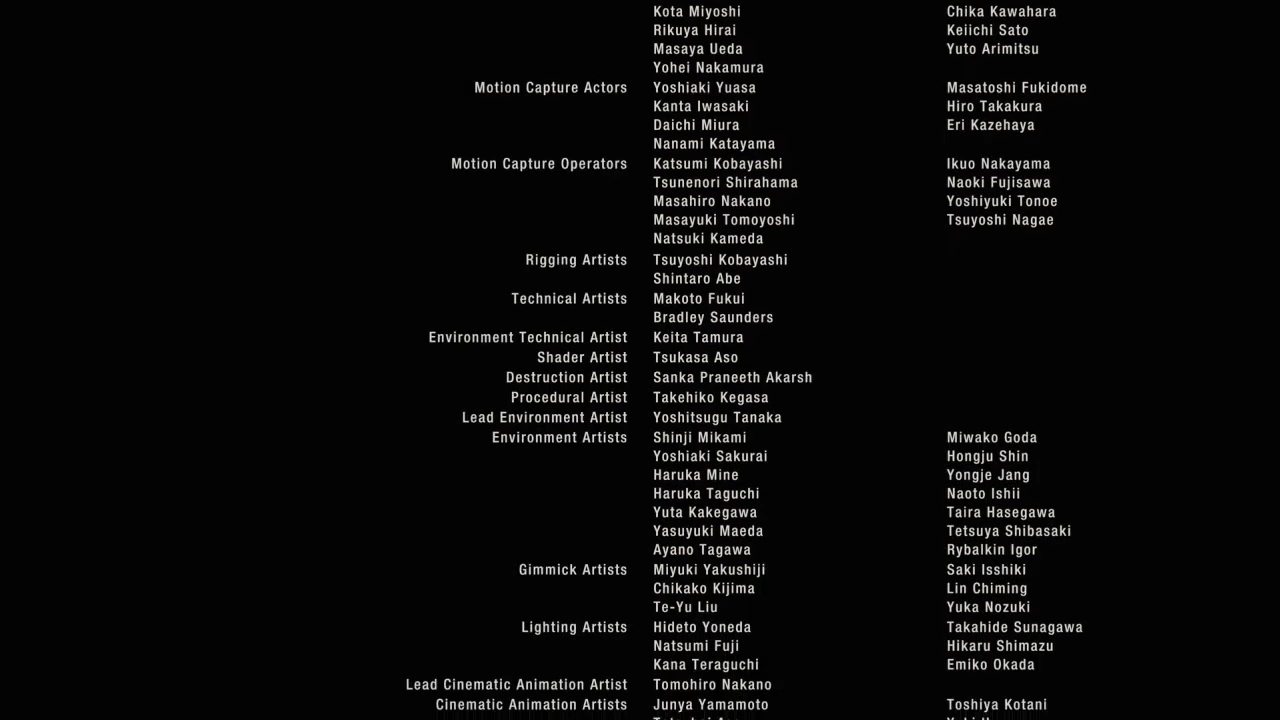 Kota Miyoshi Chika Kawahara
Rikuya Hirai Keiichi Sato
Masaya Ueda Yuto Arimitsu
Yohei Nakamura
Motion Capture Actors Yoshiaki Yuasa Masatoshi Fukidome
Kanta Iwasaki Hiro Takakura
Daichi Miura Eri Kazehaya
Nanami Katayama
Motion Capture Operators Katsumi Kobayashi Ikuo Nakayama
Tsunenori Shirahama Naoki Fujisawa
Masahiro Nakano Yoshiyuki Tonoe
Masayuki Tomoyoshi Tsuyoshi Nagae
Natsuki Kameda
Rigging Artists Tsuyoshi Kobayashi
Shintaro Abe
Technical Artists Makoto Fukui
Bradley Saunders
Environment Technical Artist Keita Tamura
Shader Artist Tsukasa Aso
Destruction Artist Sanka Praneeth Akarsh
Procedural Artist Takehiko Kegasa
Lead Environment Artist Yoshitsugu Tanaka
Environment Artists Shinji Mikami Miwako Goda
Yoshiaki Sakurai Hongju Shin
Haruka Mine Yongje Jang
Haruka Taguchi Naoto Ishii
Yuta Kakegawa Taira Hasegawa
Yasuyuki Maeda Tetsuya Shibasaki
Ayano Tagawa Rybalkin Igor
Gimmick Artists Miyuki Yakushiji Saki Isshiki
Chikako Kijima Lin Chiming
Te-Yu Liu Yuka Nozuki
Lighting Artists Hideto Yoneda Takahide Sunagawa
Natsumi Fuji Hikaru Shimazu
Kana Teraguchi Emiko Okada
Lead Cinematic Animation Artist Tomohiro Nakano
Cinematic Animation Artists Junya Yamamoto Toshiya Kotani